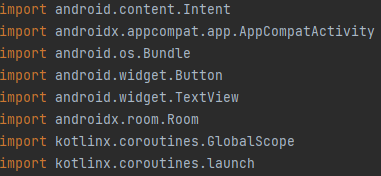 import android.content.Intent
import androidx.appcompat.app.AppCompatActivity
import android.os.Bundle
import android.widget.Button
import android.widget.TextView
import androidx.room.Room
import kotlinx.coroutines.GlobalScope
import kotlinx.coroutines.launch